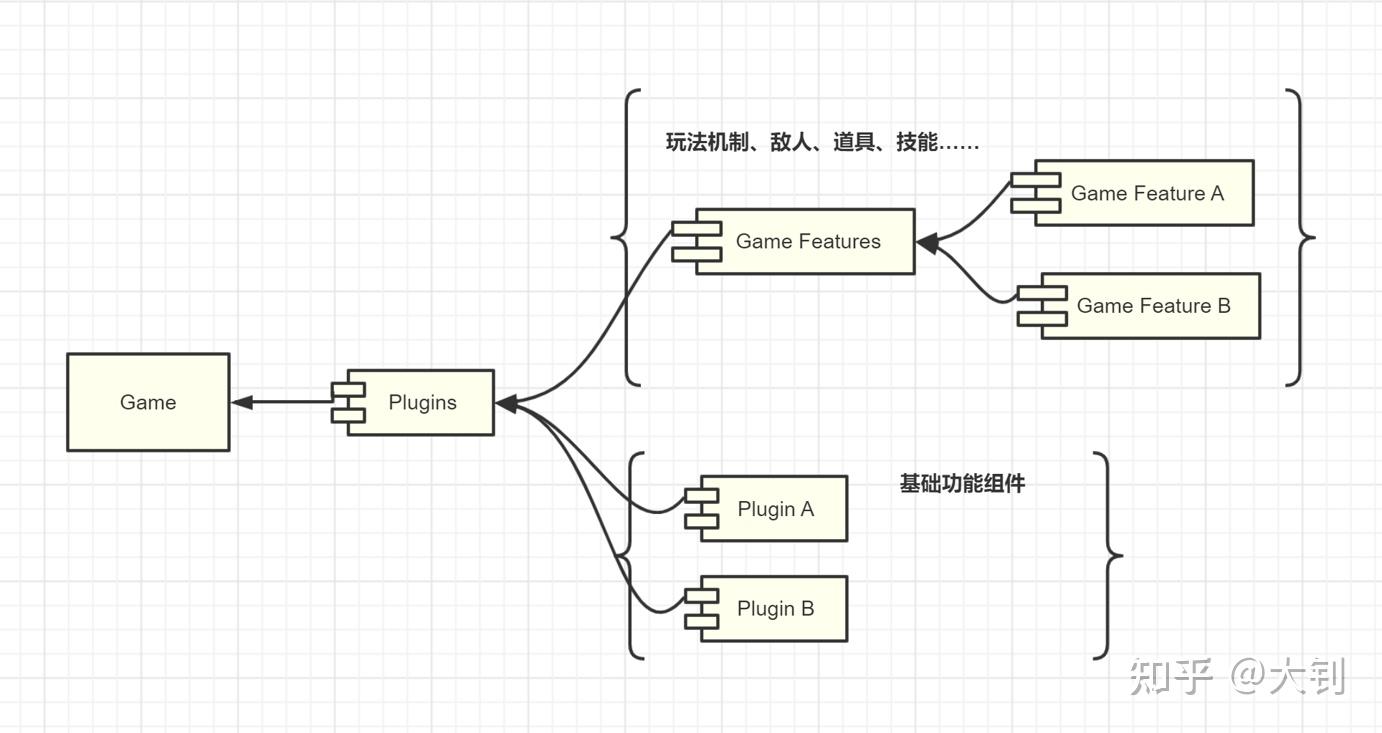 玩法机制、敌人、道具、技能......
Game Feature A
Game Features
Game Feature B
Game
Plugins
基础功能组件
Plugin A
Plugin B
知乎 @大钊